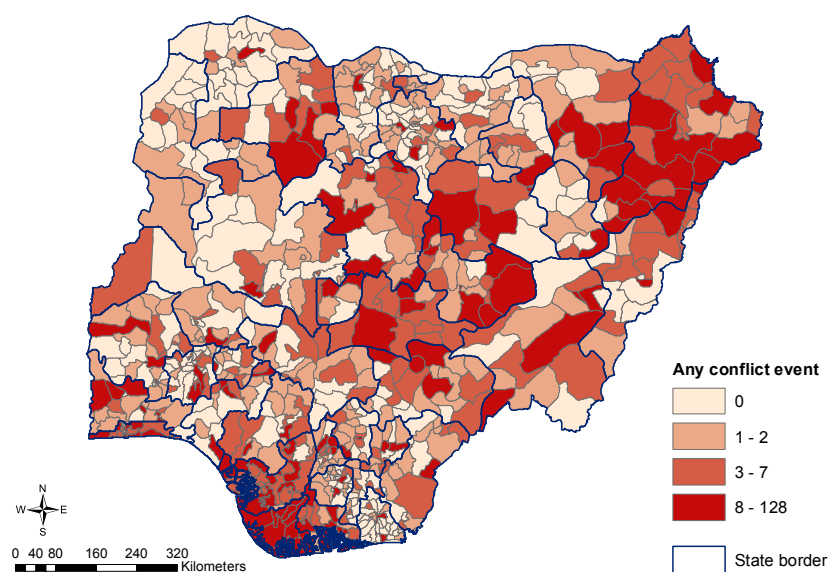 Any conflict event
0
1 - 2
3 - 7
8 - 128
State border
N
W E
S
0 40 80 160 240 320
Kilometers